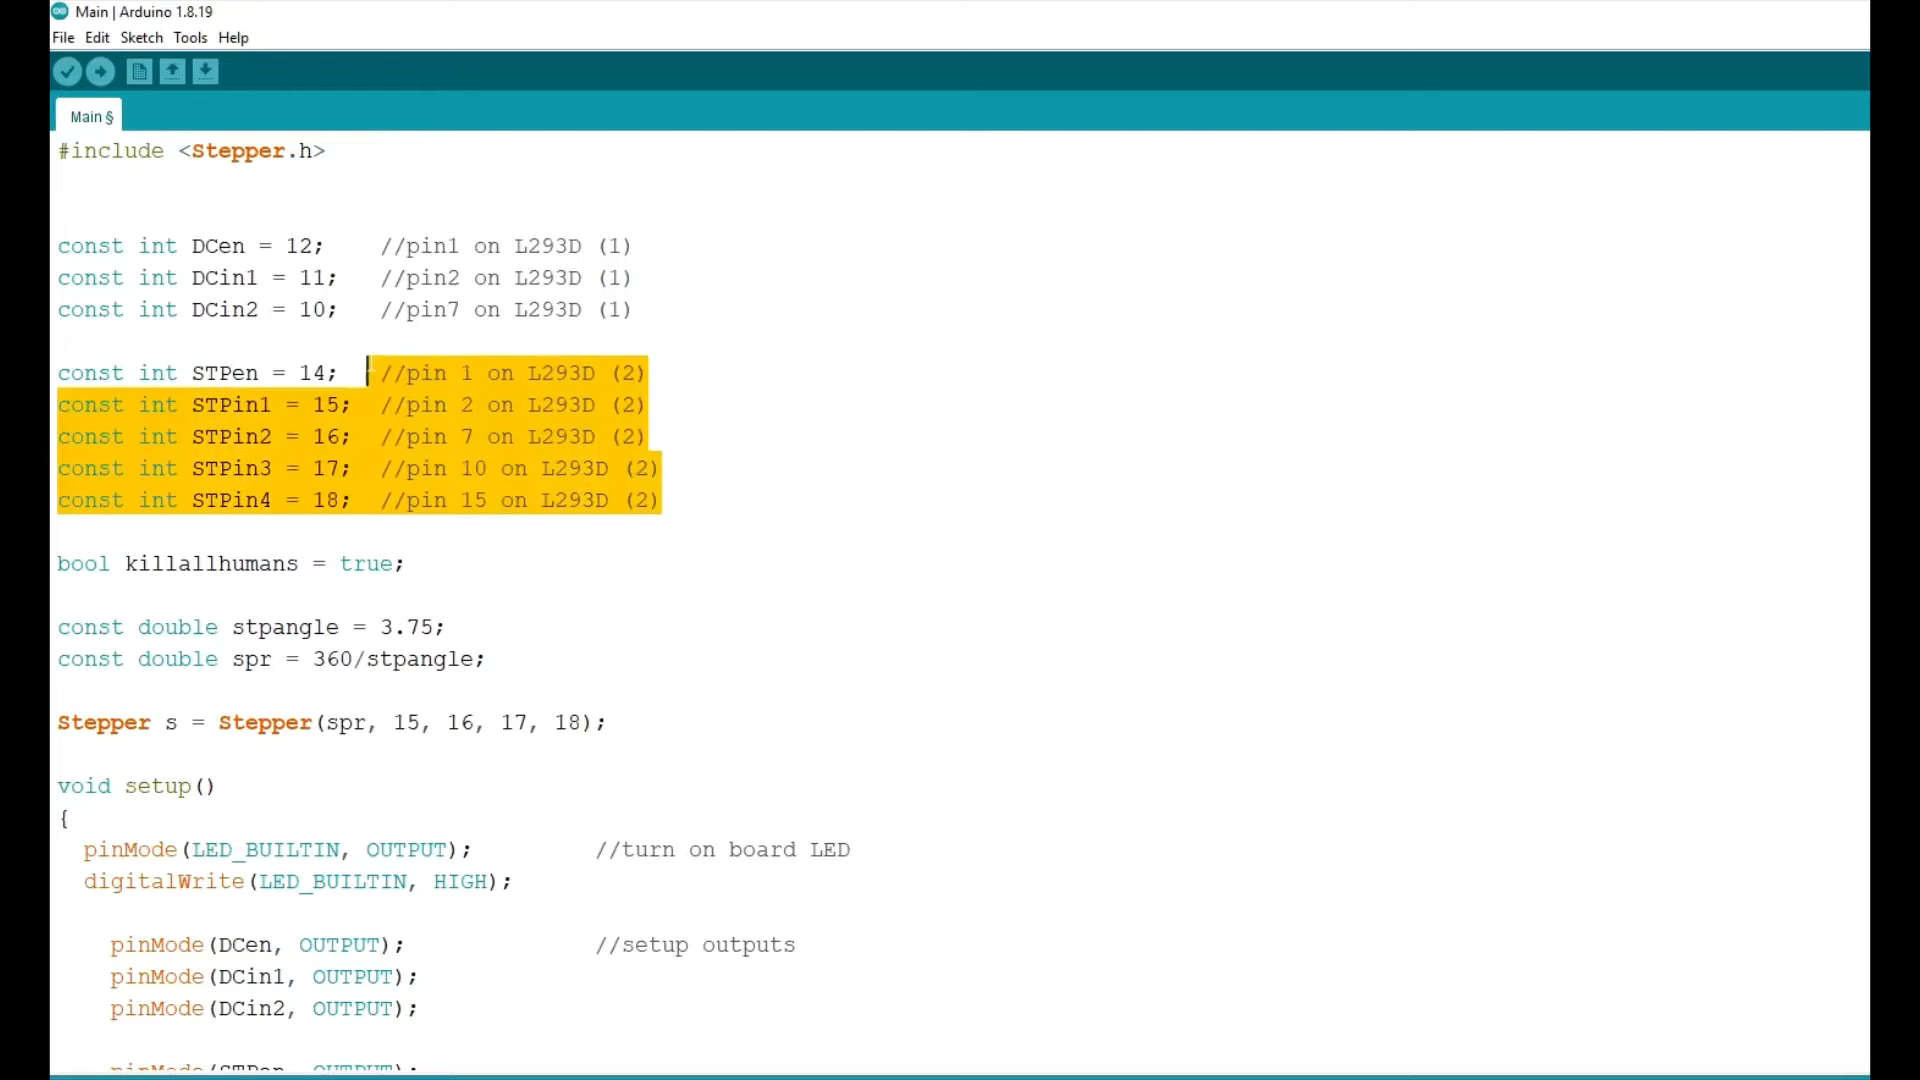 Main | Arduino 1.8.19
File Edit Sketch Tools Help
Main §
#include <Stepper.h>
const int DCen = 12; //pin1 on L293D (1)
const int DCin1 = 11; //pin2 on L293D (1)
const int DCin2 = 10; //pin7 on L293D (1)
const int STPen = 14; //pin 1 on L293D (2)
const int STPin1 = 15; //pin 2 on L293D (2)
const int STPin2 = 16; //pin 7 on L293D (2)
const int STPin3 = 17; //pin 10 on L293D (2)
const int STPin4 = 18; //pin 15 on L293D (2)
bool killallhumans = true;
const double stpangle = 3.75;
const double spr = 360/stpangle;
Stepper s = Stepper(spr, 15, 16, 17, 18);
void setup()
{
pinMode(LED_BUILTIN, OUTPUT); //turn on board LED
digitalWrite(LED_BUILTIN, HIGH);
pinMode(DCen, OUTPUT); //setup outputs
pinMode(DCin1, OUTPUT);
pinMode(DCin2, OUTPUT);
pinMode(STPen, OUTPUT);